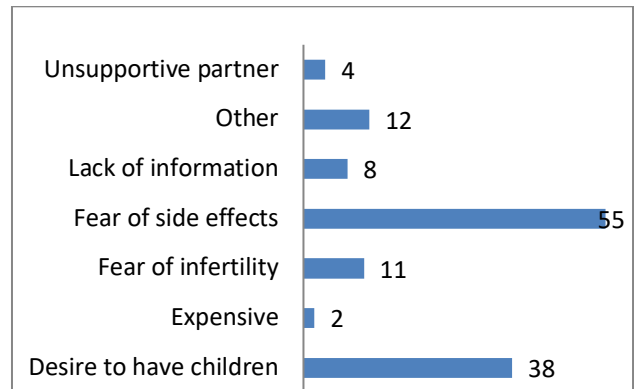 Unsupportive partner 4
Other 12
Lack of information 8
Fear of side effects 55
Fear of infertility 11
Expensive 2
Desire to have children 38